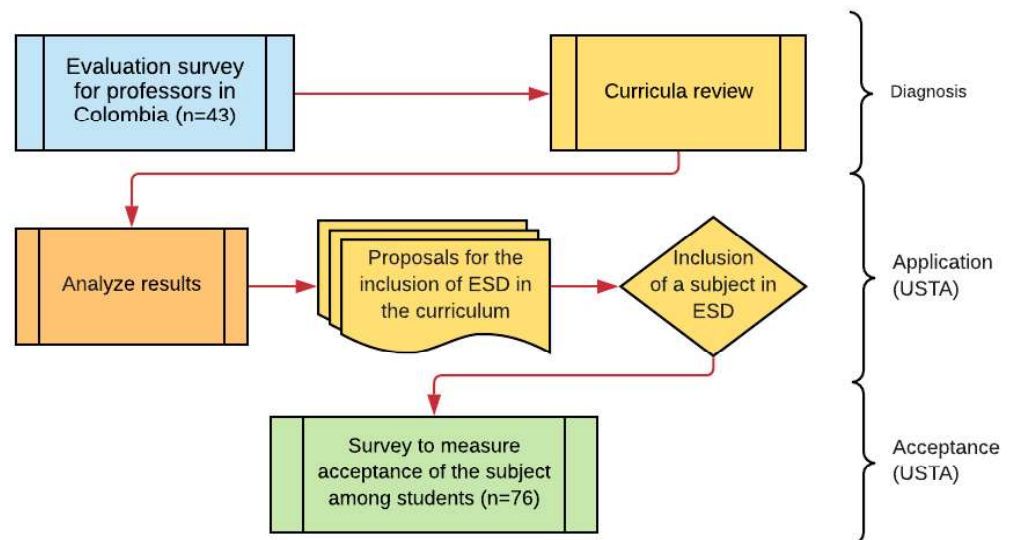 Evaluation survey
for professors in
Colombia (n=43)
Curricula review
Diagnosis
Analyze results
Proposals for the
inclusion of ESD in
the curriculum
Inclusion
of a subject in
ESD
Application
(USTA)
Survey to measure
acceptance of the subject
among students (n=76)
Acceptance
(USTA)